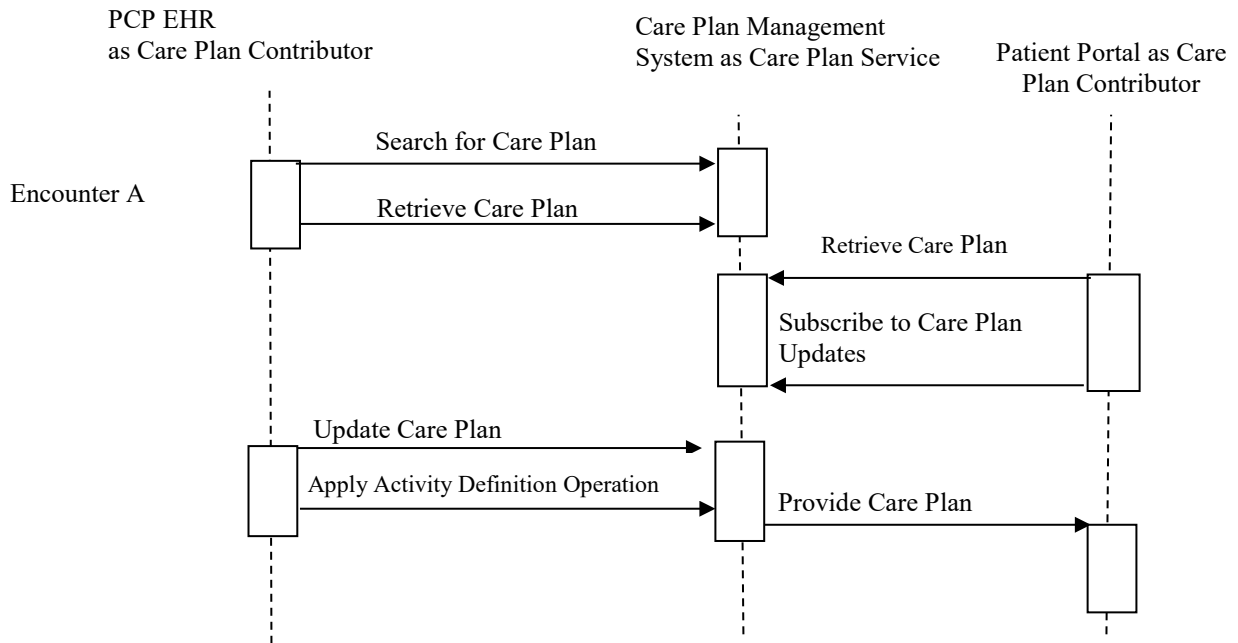 PCP EHR
as Care Plan Contributor
Care Plan Management
System as Care Plan Service
Patient Portal as Care
Plan Contributor
Search for Care Plan
Encounter A
Retrieve Care Plan
Retrieve Care Plan
Subscribe to Care Plan
Updates
Update Care Plan
Apply Activity Definition Operation
Provide Care Plan